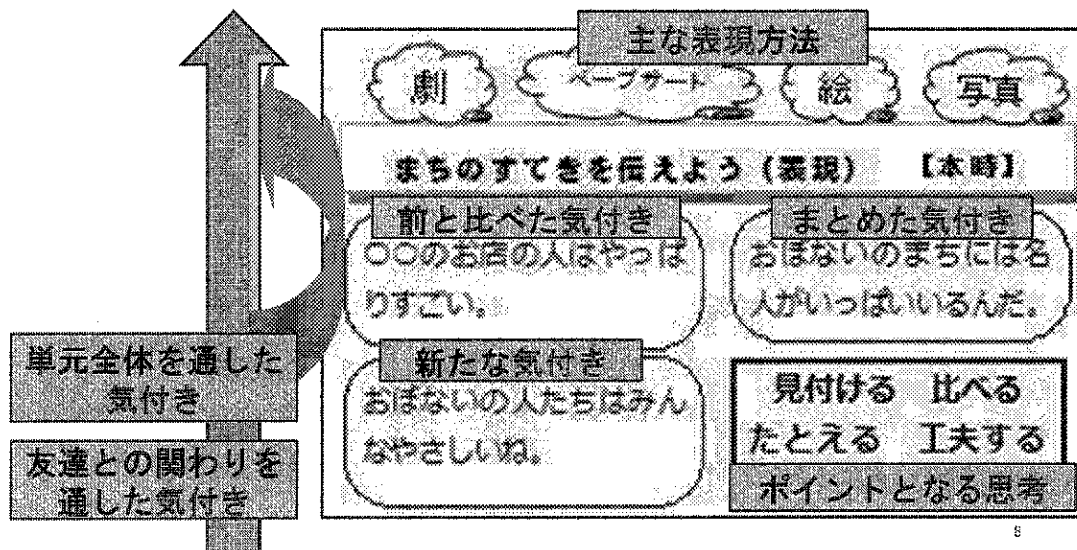 主な表現方法
劇
ペープサート
絵
写真
まちのすてきを伝えよう（表現）　【本時】
前と比べた気付き
〇〇のお店の人はやっぱ
りすごい。
まとめた気付き
おぼないのまちには名
人がいっぱいいるんだ。
新たな気付き
おぼないの人たちはみん
なやさしいね。
見付ける　比べる
たとえる　工夫する
ポイントとなる思考
単元全体を通した
気付き
友達との関わりを
通した気付き
8